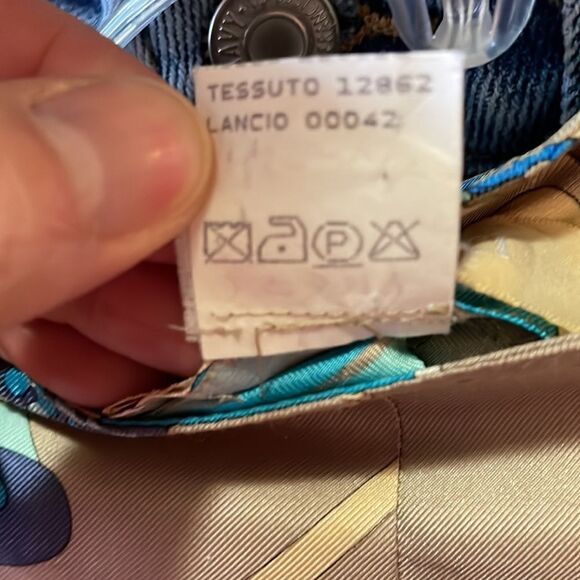 TESSUTO 12862
LANCIO 00042
P